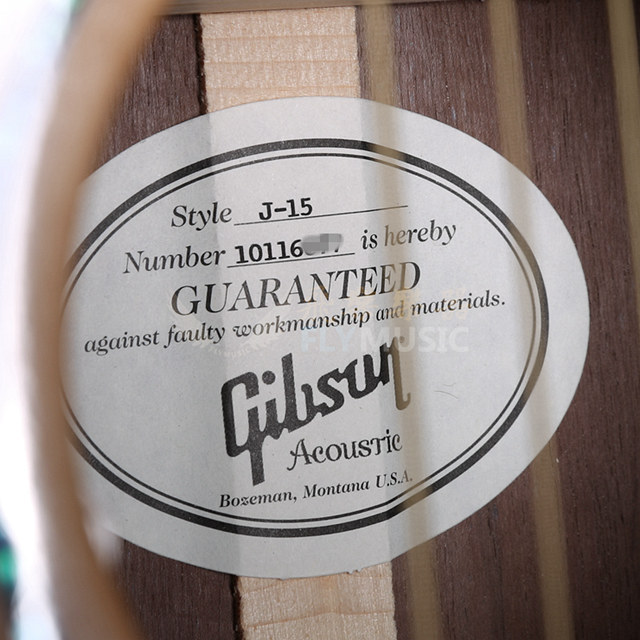 Style J-15
Number 10116 is hereby
GUARANTEED
against faulty workmanship and materials.
FLYMUSIC
Gibson
Acoustic
Bozeman, Montana U.S.A.